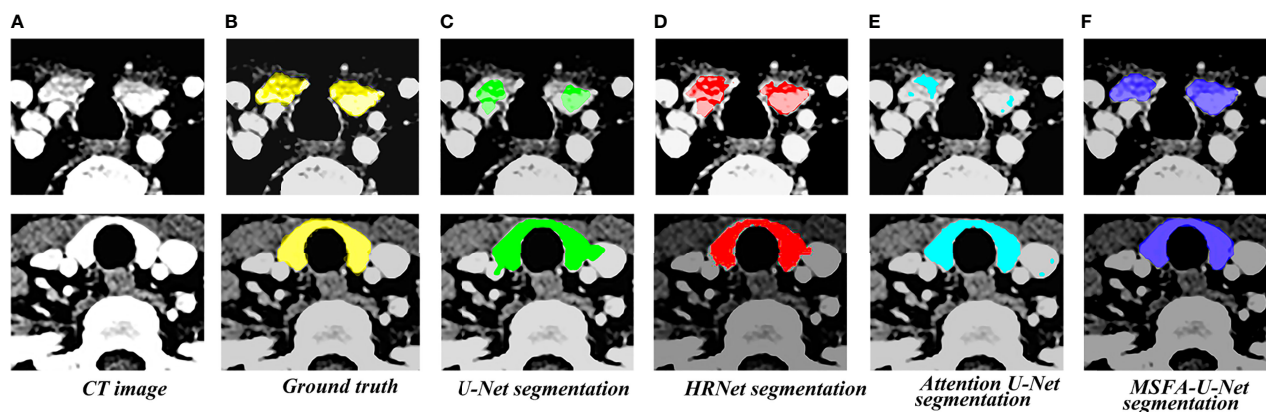 A
B
C
D
E
F
CT image
Ground truth
U-Net segmentation
HRNet segmentation
Attention U-Net
segmentation
MSFA-U-Net
segmentation